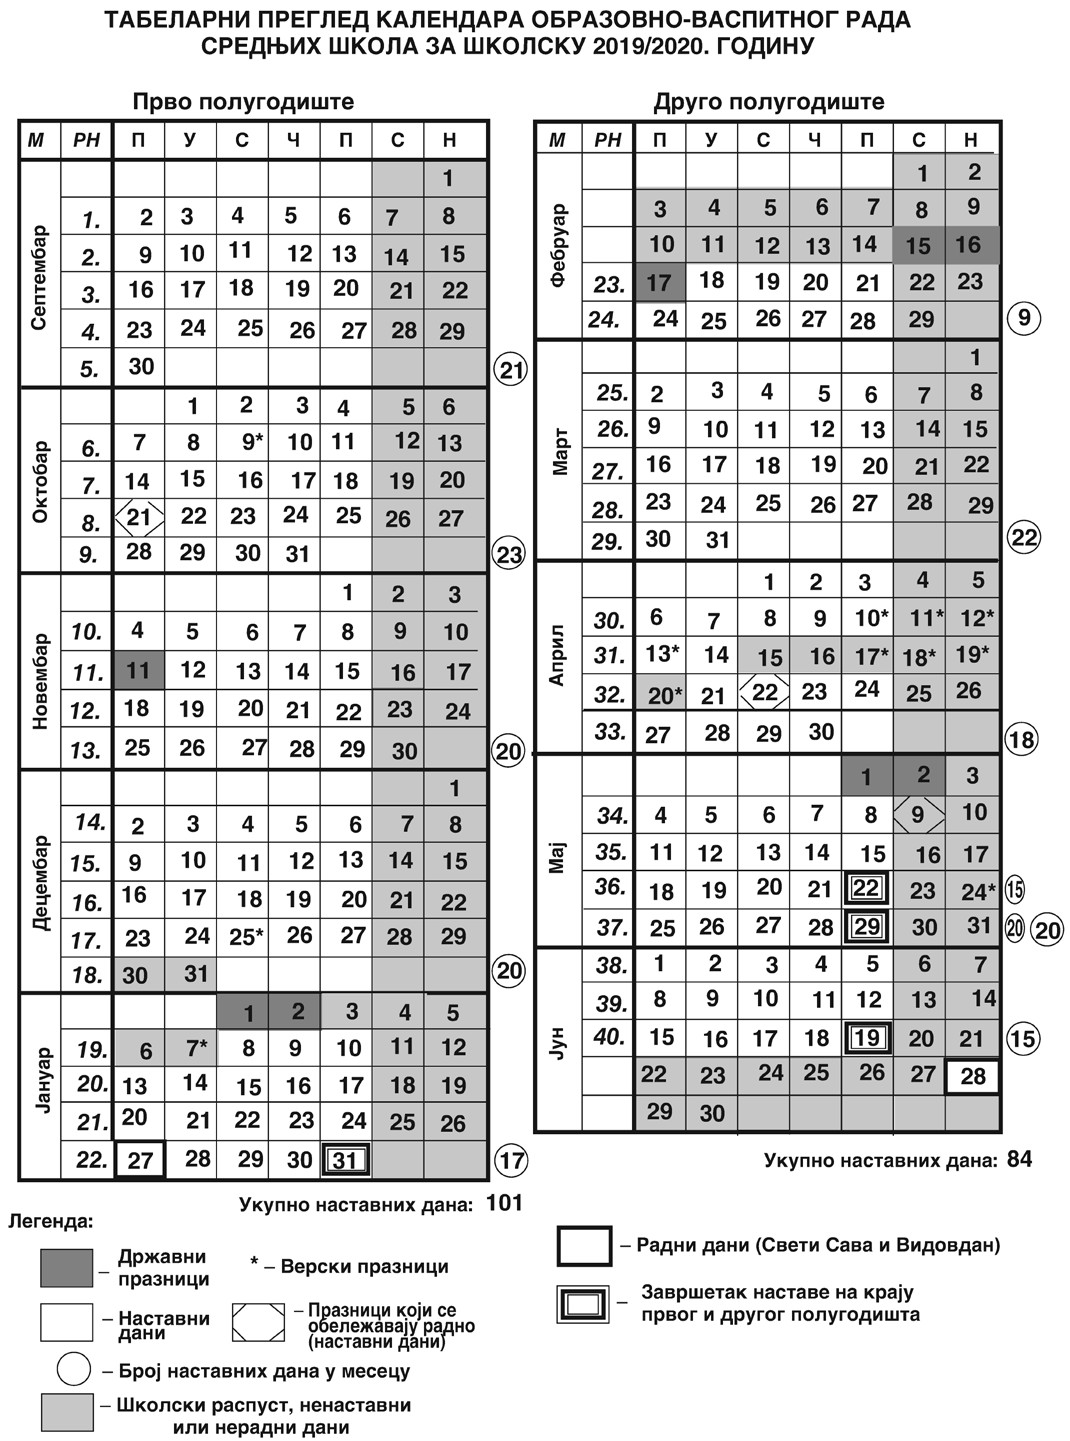 ТАБЕЛАРНИ ПРЕГЛЕД КАЛЕНДАРА ОБРАЗОВНО-ВАСПИТНОГ РАДА
СРЕДЊИХ ШКОЛА ЗА ШКОЛСКУ 2019/2020. ГОДИНУ
Прво полугодиште
М РН П У С Ч П С Н
Септембар
1
1. 2 3 4 5 6 7 8
2. 9 10 11 12 13 14 15
3. 16 17 18 19 20 21 22
4. 23 24 25 26 27 28 29
5. 30 21
Октобар
1 2 3 4 5 6
6. 7 8 9* 10 11 12 13
7. 14 15 16 17 18 19 20
8. 21 22 23 24 25 26 27
9. 28 29 30 31 23
Новембар
1 2 3
10. 4 5 6 7 8 9 10
11. 11 12 13 14 15 16 17
12. 18 19 20 21 22 23 24
13. 25 26 27 28 29 30 20
Децембар
1
14. 2 3 4 5 6 7 8
15. 9 10 11 12 13 14 15
16. 16 17 18 19 20 21 22
17. 23 24 25* 26 27 28 29
18. 30 31 20
Јануар
1 2 3 4 5
19. 6 7* 8 9 10 11 12
20. 13 14 15 16 17 18 19
21. 20 21 22 23 24 25 26
22. 27 28 29 30 31 17
Укупно наставних дана: 101
Друго полугодиште
М РН П У С Ч П С Н
Фебруар
1 2
3 4 5 6 7 8 9
10 11 12 13 14 15 16
23. 17 18 19 20 21 22 23
24. 24 25 26 27 28 29 9
Март
1
25. 2 3 4 5 6 7 8
26. 9 10 11 12 13 14 15
27. 16 17 18 19 20 21 22
28. 23 24 25 26 27 28 29
29. 30 31 22
Април
1 2 3 4 5
30. 6 7 8 9 10* 11* 12*
31. 13* 14 15 16 17* 18* 19*
32. 20* 21 22 23 24 25 26
33. 27 28 29 30 18
Мај
1 2 3
34. 4 5 6 7 8 9 10
35. 11 12 13 14 15 16 17
36. 18 19 20 21 22 23 24* 15
37. 25 26 27 28 29 30 31 20 20
Јун
38. 1 2 3 4 5 6 7
39. 8 9 10 11 12 13 14
40. 15 16 17 18 19 20 21 15
22 23 24 25 26 27 28
29 30
Укупно наставних дана: 84
Легенда:
– Државни
празници
– Наставни
дани
– Број наставних дана у месецу
– Школски распуст, ненаставни
или нерадни дани
* – Верски празници
– Празници који се
обележавају радно
(наставни дани)
– Радни дани (Свети Сава и Видовдан)
– Завршетак наставе на крају
првог и другог полугодишта